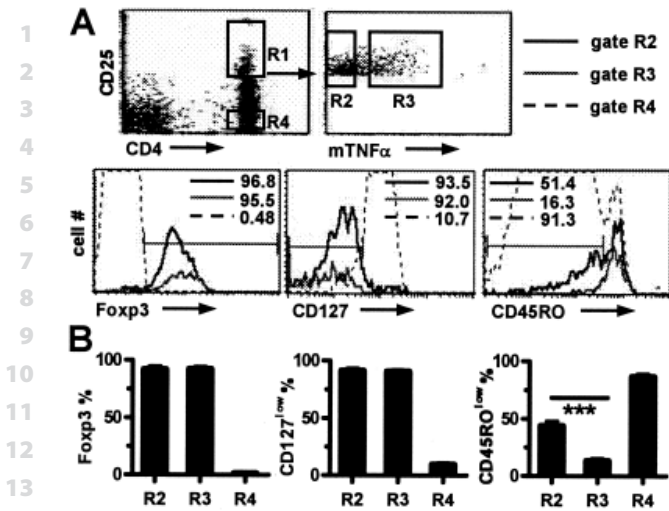 A
CD25
R1
R4
R2
R3
CD4
mTNFα
gate R2
gate R3
gate R4
cell #
96.8
95.5
0.48
Foxp3
93.5
92.0
10.7
CD127
51.4
16.3
91.3
CD45RO
B
Foxp3 %
100
50
0
R2 R3 R4
CD127low %
100
50
0
R2 R3 R4
CD45ROlow %
100
50
0
***
R2 R3 R4
1
2
3
4
5
6
7
8
9
10
11
12
13